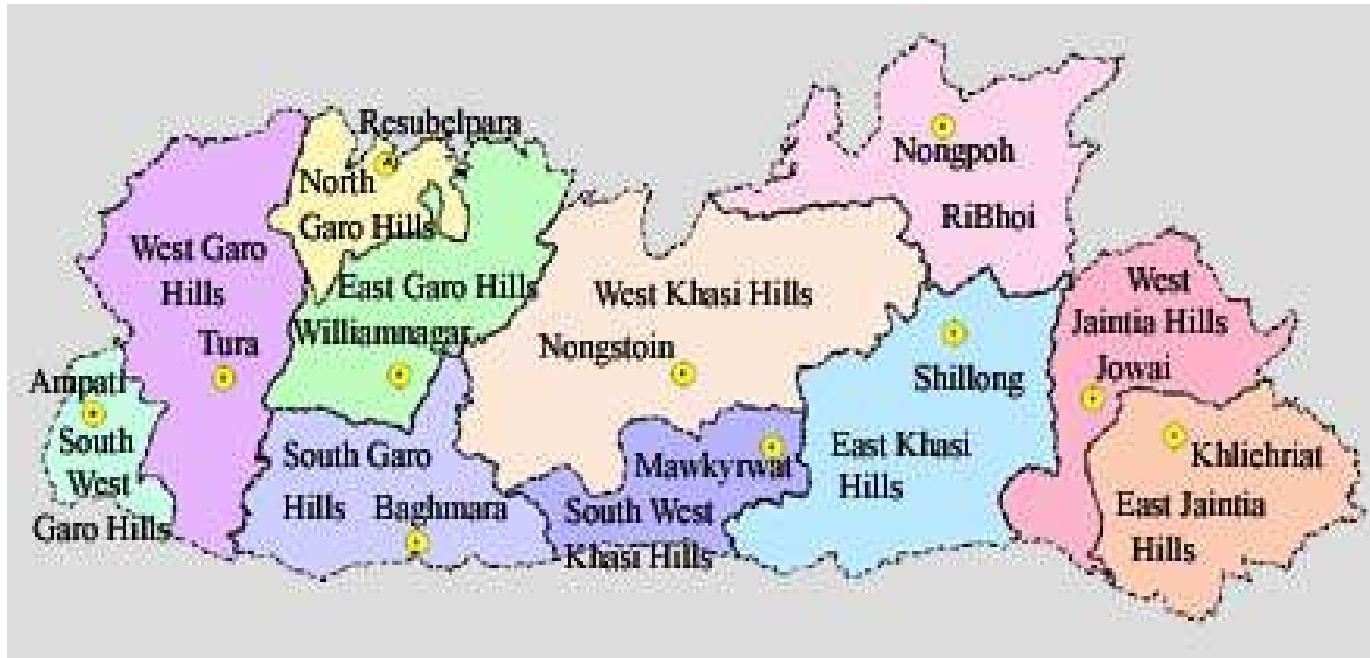 Resubelpara
North
Garo Hills
West Garo
Hills
Tura
East Garo Hills
Williamnagar
Ampati
South
West
Garo Hills
South Garo
Hills
Baghmara
West Khasi Hills
Nongstoin
Mawkyrwat
South West
Khasi Hills
Nongpoh
RiBhoi
Shillong
East Khasi
Hills
West
Jaintia Hills
Jowai
Khliehriat
East Jaintia
Hills